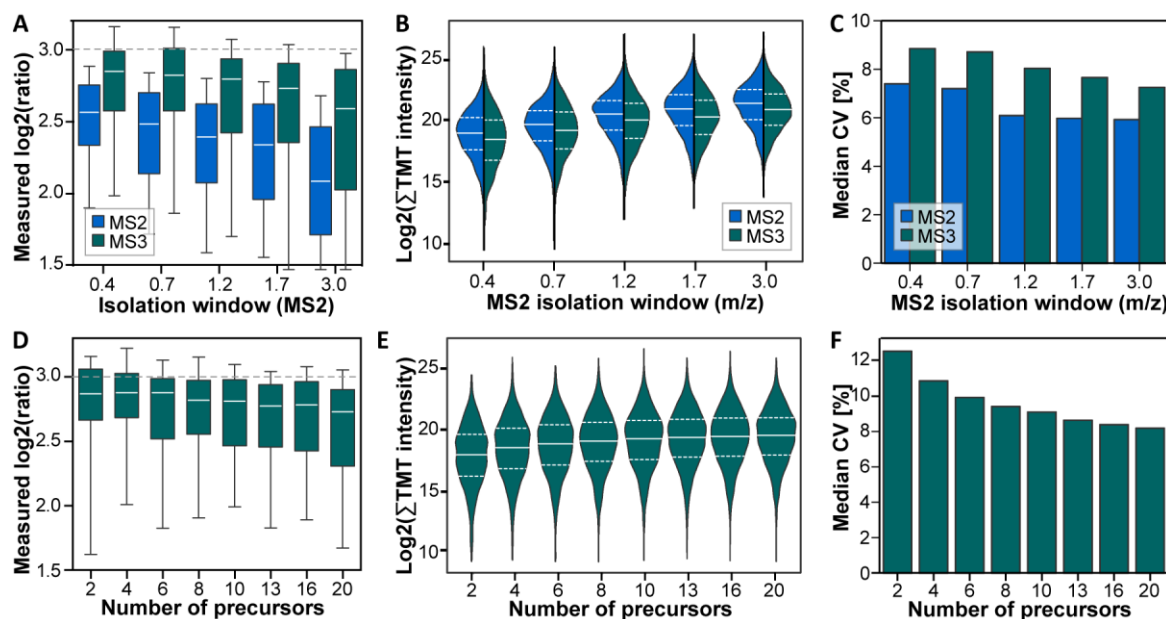 A
Measured log2(ratio)
3.0
2.5
2.0
1.5
MS2
MS3
0.4 0.7 1.2 1.7 3.0
Isolation window (MS2)
B
Log2(∑TMT intensity)
25
20
15
10
MS2
MS3
0.4 0.7 1.2 1.7 3.0
MS2 isolation window (m/z)
C
Median CV [%]
8
6
4
2
0
MS2
MS3
0.4 0.7 1.2 1.7 3.0
MS2 isolation window (m/z)
D
Measured log2(ratio)
3.0
2.5
2.0
1.5
2 4 6 8 10 13 16 20
Number of precursors
E
Log2(∑TMT intensity)
25
20
15
10
2 4 6 8 10 13 16 20
Number of precursors
F
Median CV [%]
12
10
8
6
4
2
0
2 4 6 8 10 13 16 20
Number of precursors